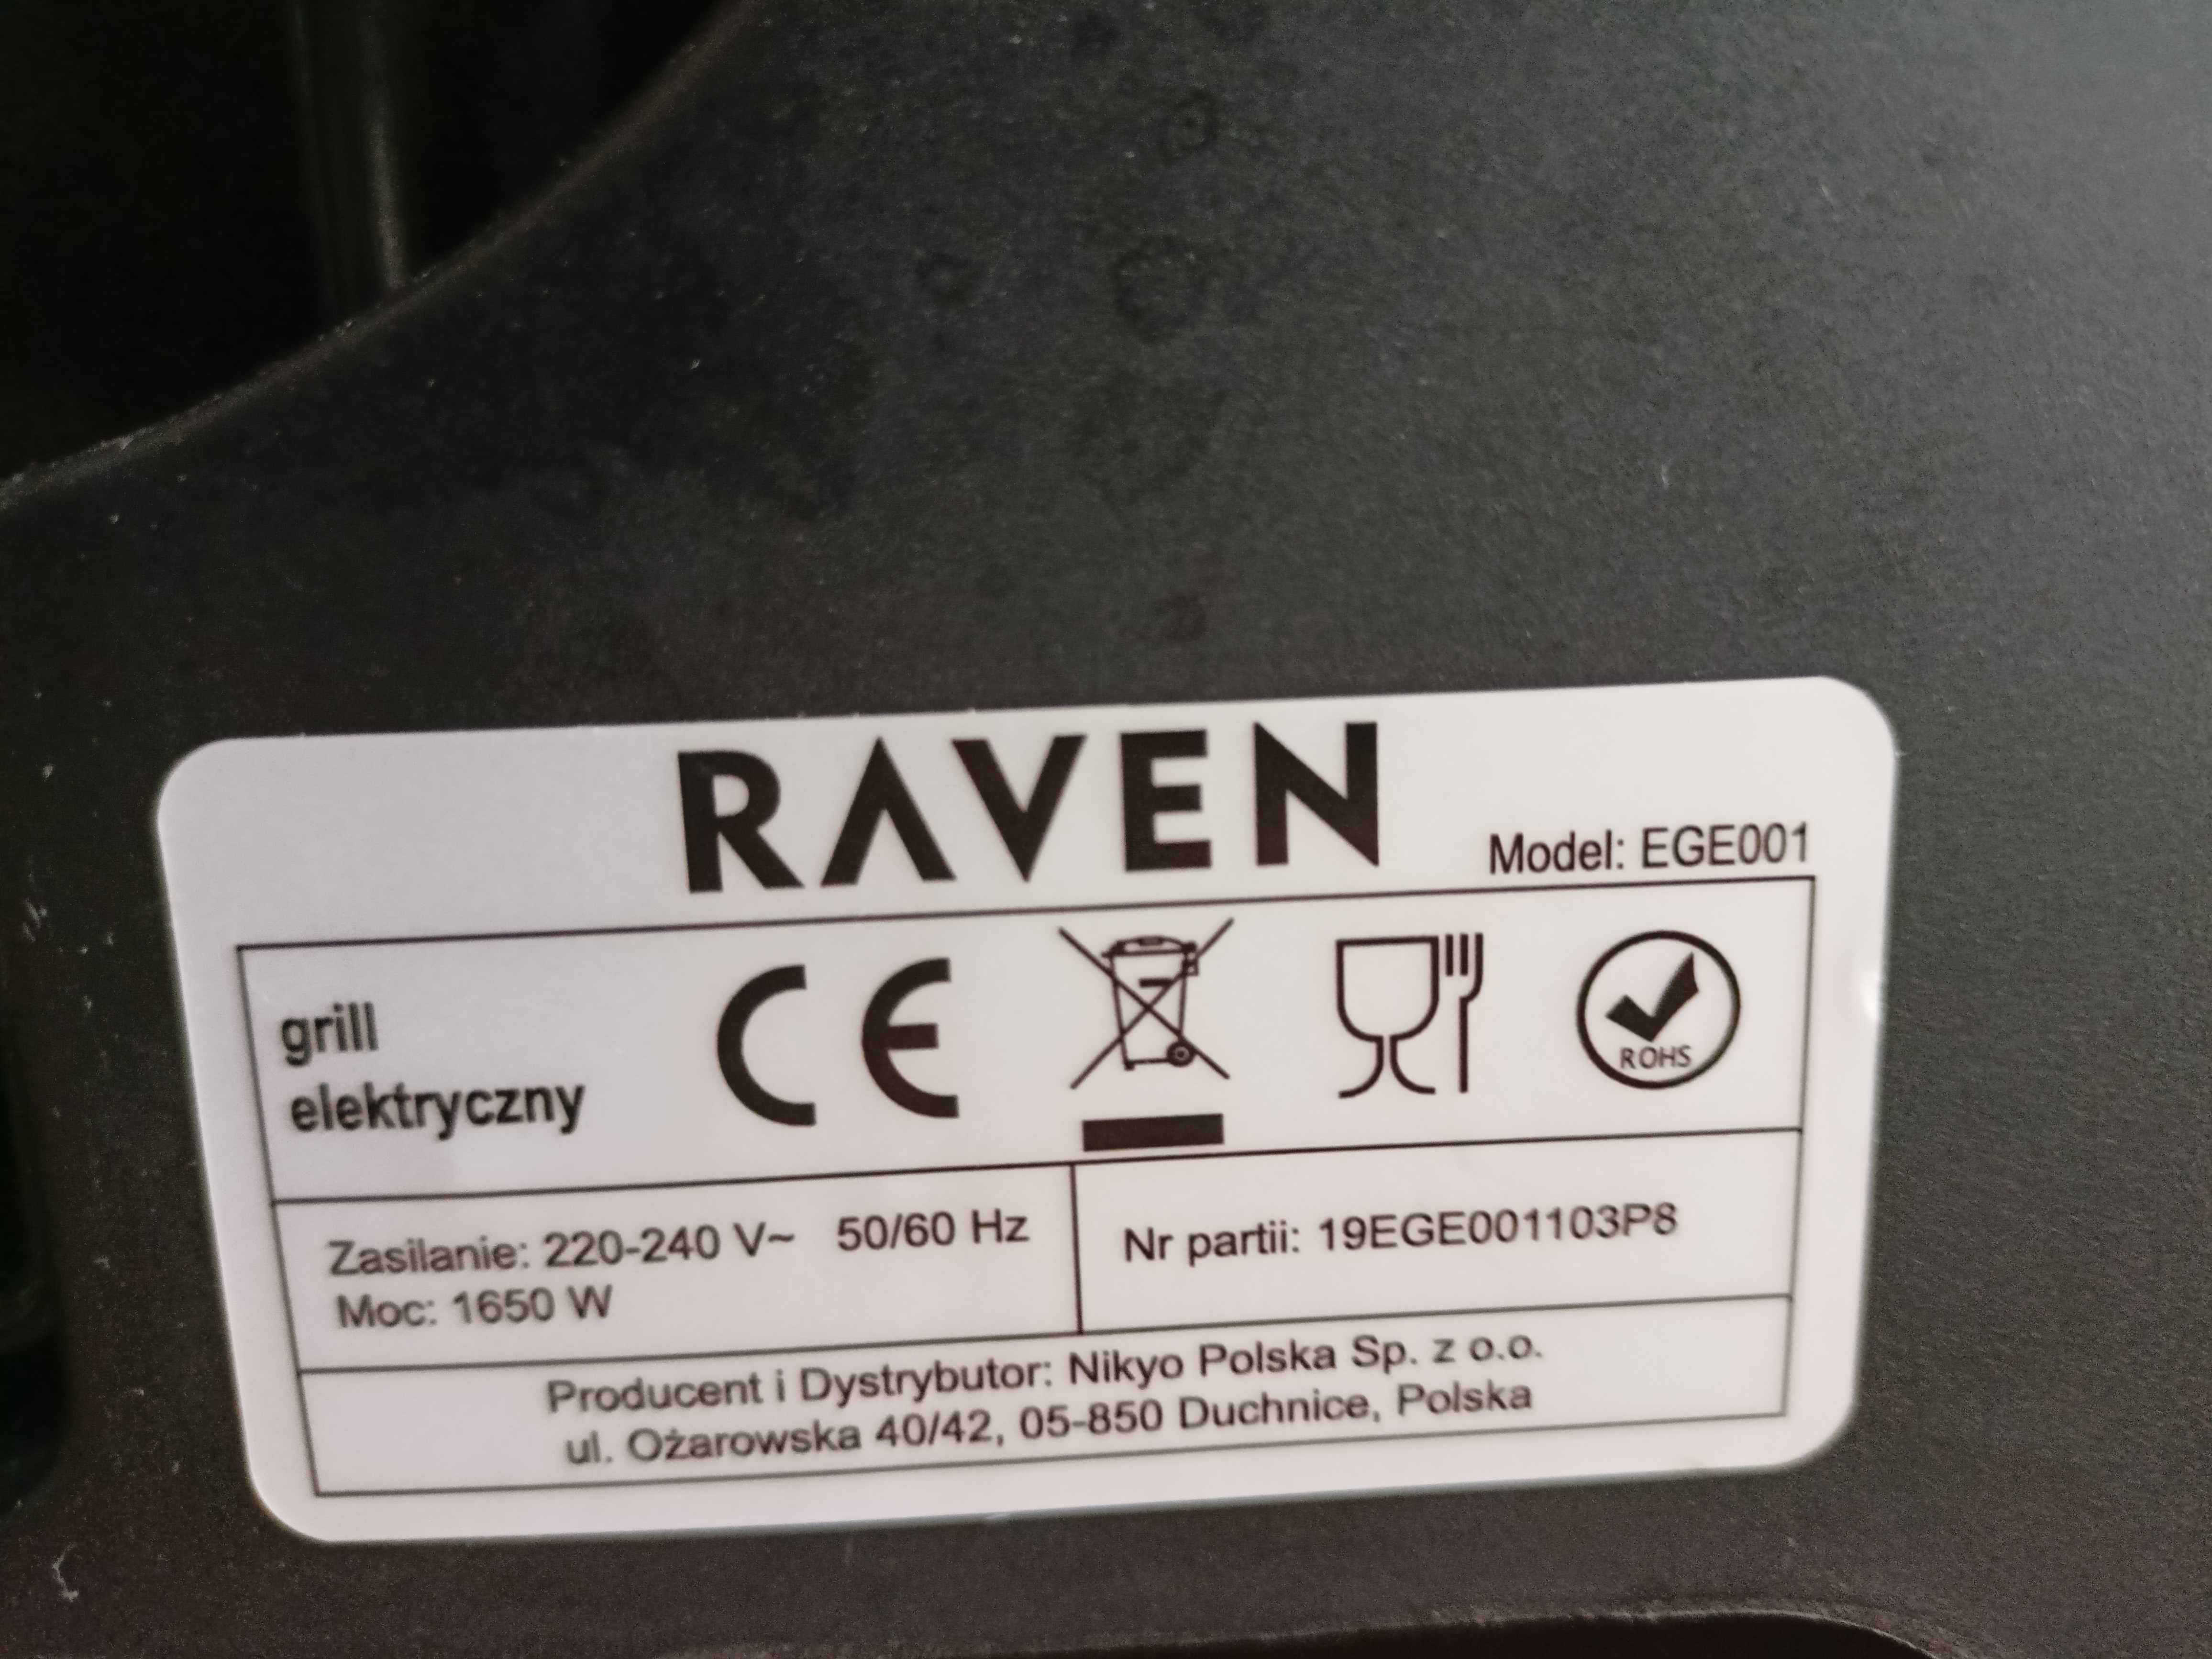 RAVEN
Model: EGE001
grill
elektryczny
CE
ROHS
Zasilanie: 220-240 V~ 50/60 Hz
Moc: 1650 W
Nr partii: 19EGE001103P8
Producent i Dystrybutor: Nikyo Polska Sp. z o.o.
ul. Ożarowska 40/42, 05-850 Duchnice, Polska